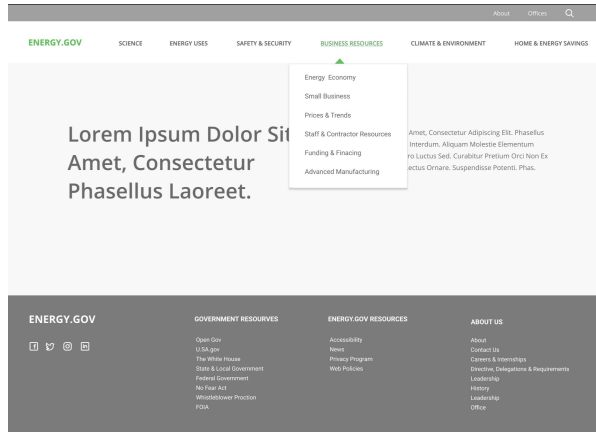 About Offices
ENERGY.GOV SCIENCE ENERGY USES SAFETY & SECURITY BUSINESS RESOURCES CLIMATE & ENVIRONMENT HOME & ENERGY SAVINGS
Energy Economy
Small Business
Prices & Trends
Staff & Contractor Resources
Funding & Finacing
Advanced Manufacturing
Lorem Ipsum Dolor Sit
Amet, Consectetur
Phasellus Laoreet.
Amet, Consectetur Adipiscing Elit. Phasellus
Interdum. Aliquam Molestie Elementum
Luctus Sed. Curabitur Pretium Orci Non Ex
Ornare. Suspendisse Potenti. Phas.
ENERGY.GOV
GOVERNMENT RESOURVES
Open Gov
U.SA.gov
The White House
State & Local Government
Federal Government
No Fear Act
Whistleblower Proction
FOIA
ENERGY.GOV RESOURCES
Accessibility
News
Privacy Program
Web Policies
ABOUT US
About
Contact Us
Careers & Internships
Directive, Delegations & Requirements
Leadership
History
Leadership
Office